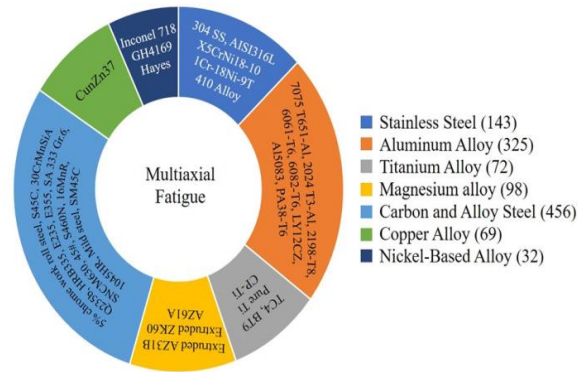 Inconel 718
GH4169
Hayes
304 SS, AISI316L
X5CrNi18-10
1Cr-18Ni-9T
410 Alloy
7075 T651-Al, 2024 T3-Al, 2198-T8,
6061-T6, 6082-T6, LY12CZ,
Al5083, PA38-T6
TC4, BT9
Pure Ti
CP-Ti
Extruded AZ31B
Extruded ZK60
AZ61A
5% chrome work roll steel, S45C, 30CrMnSiA
Q235b, HRB335, E235, E355, SA 333 Gr.6,
SNCM630, 45#, S460N, 16MnR,
1045HR, Mild steel, SM45C
CunZn37
Multiaxial
Fatigue
Stainless Steel (143)
Aluminum Alloy (325)
Titanium Alloy (72)
Magnesium alloy (98)
Carbon and Alloy Steel (456)
Copper Alloy (69)
Nickel-Based Alloy (32)